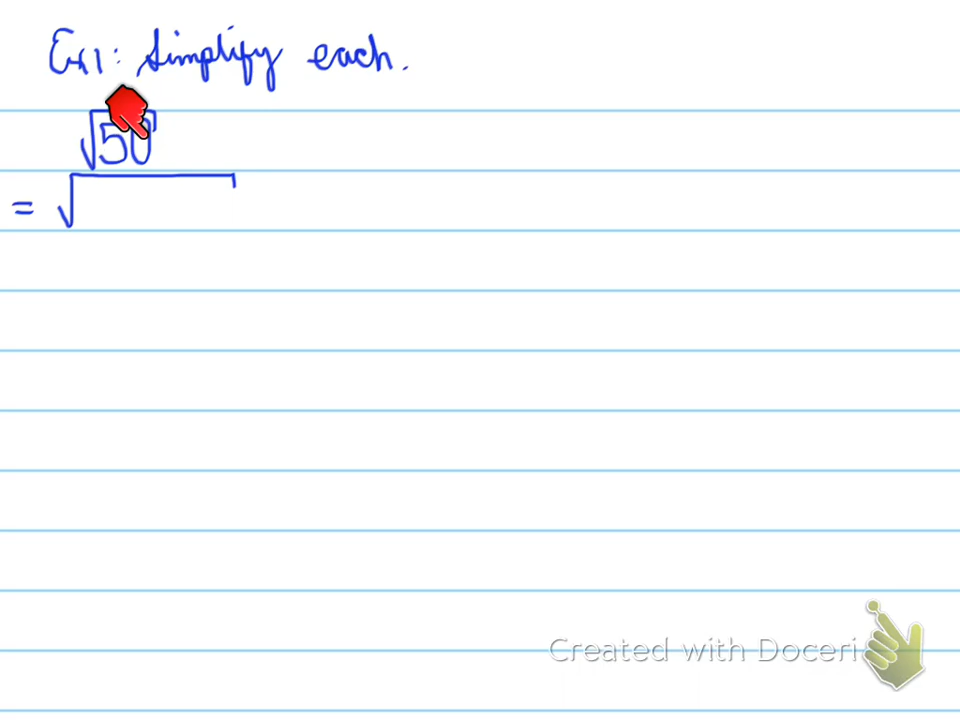 Ex1: Simplify each.
√50
= √
Created with Doceri